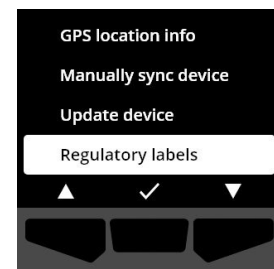 GPS location info
Manually sync device
Update device
Regulatory labels